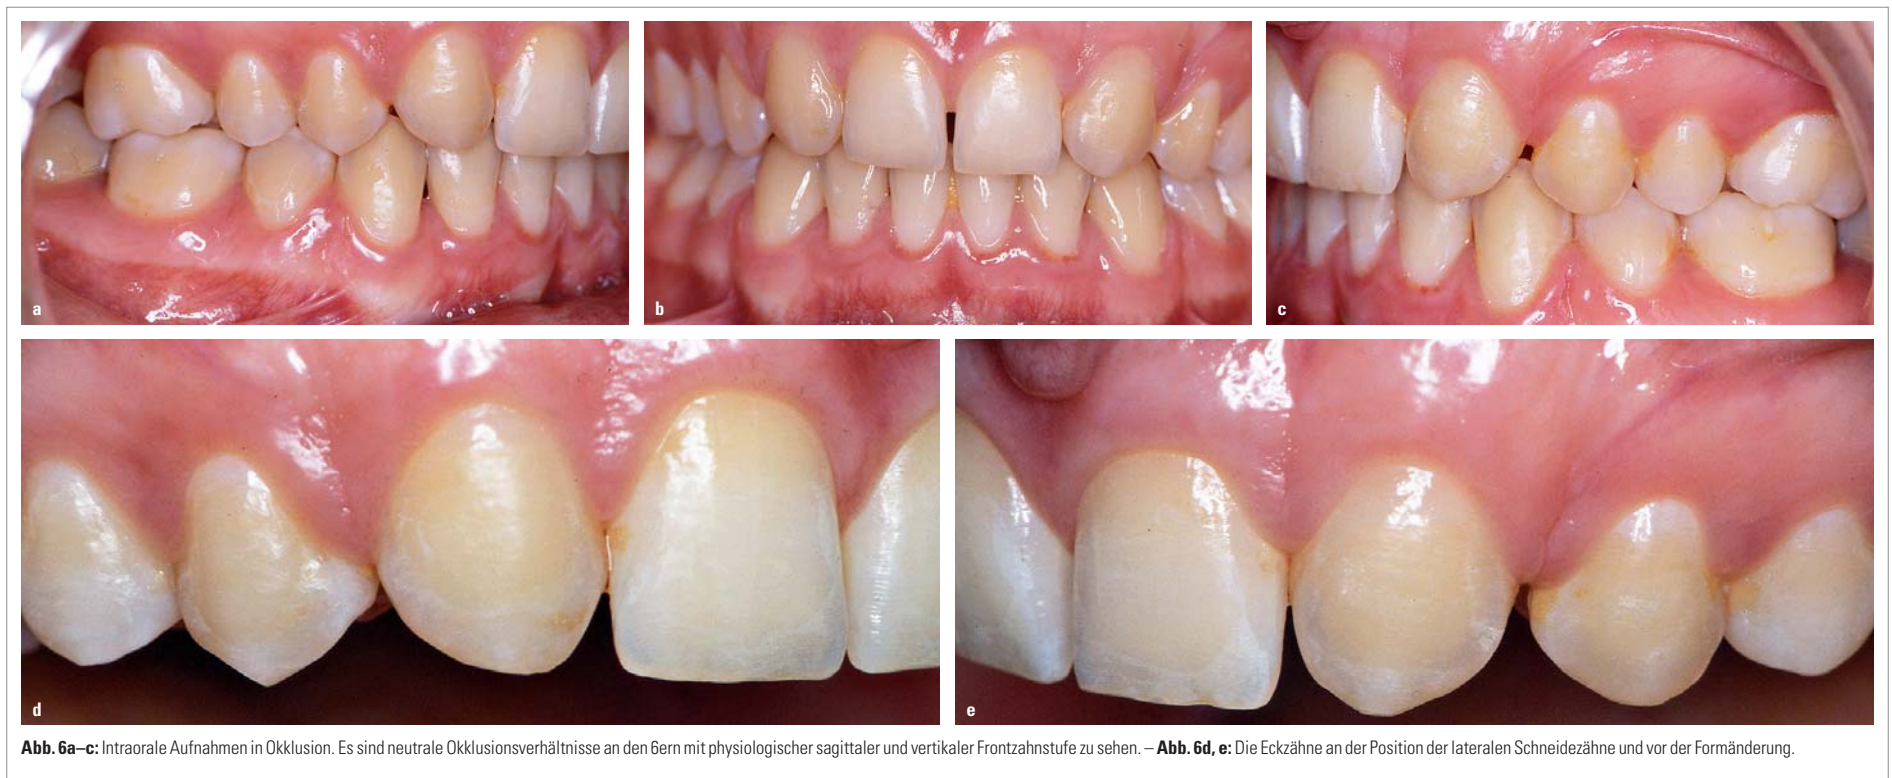 a
b
c
d
e
Abb. 6a–c: Intraorale Aufnahmen in Okklusion. Es sind neutrale Okklusionsverhältnisse an den 6ern mit physiologischer sagittaler und vertikaler Frontzahnstufe zu sehen. – Abb. 6d, e: Die Eckzähne an der Position der lateralen Schneidezähne und vor der Formänderung.